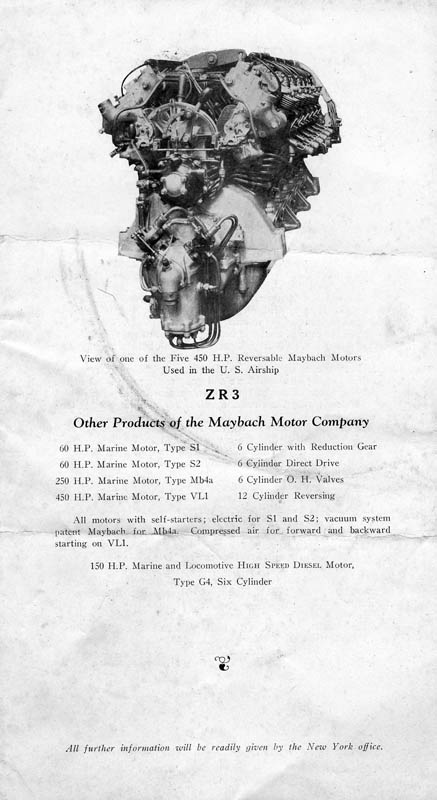 View of one of the Five 450 H.P. Reversable Maybach Motors
Used in the U. S. Airship
ZR3
Other Products of the Maybach Motor Company
60 H.P. Marine Motor, Type S1 6 Cylinder with Reduction Gear
60 H.P. Marine Motor, Type S2 6 Cylinder Direct Drive
250 H.P. Marine Motor, Type Mb4a 6 Cylinder O. H. Valves
450 H.P. Marine Motor, Type VL1 12 Cylinder Reversing
All motors with self-starters; electric for S1 and S2; vacuum system
patent Maybach for Mb4a. Compressed air for forward and backward
starting on VL1.
150 H.P. Marine and Locomotive HIGH SPEED DIESEL Motor,
Type G4, Six Cylinder
All further information will be readily given by the New York office.